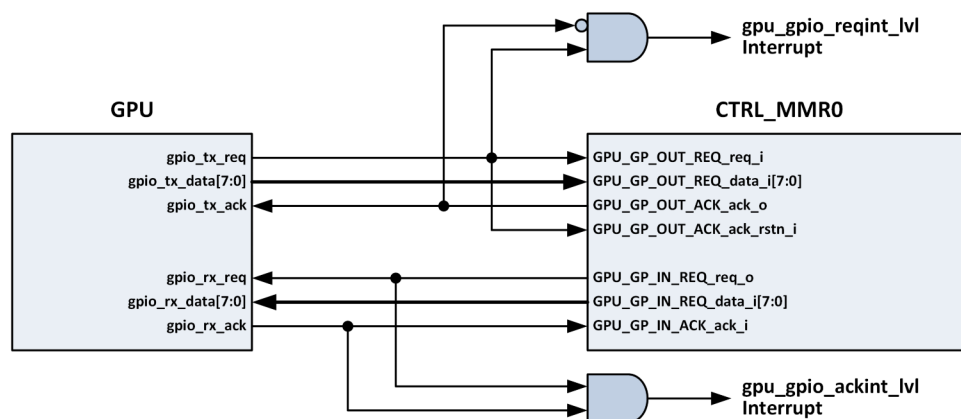 gpu_gpio_reqint_lvl
Interrupt
GPU
CTRL_MMR0
gpio_tx_req
GPU_GP_OUT_REQ_req_i
gpio_tx_data[7:0]
GPU_GP_OUT_REQ_data_i[7:0]
gpio_tx_ack
GPU_GP_OUT_ACK_ack_o
GPU_GP_OUT_ACK_ack_rstn_i
gpio_rx_req
GPU_GP_IN_REQ_req_o
gpio_rx_data[7:0]
GPU_GP_IN_REQ_data_i[7:0]
gpio_rx_ack
GPU_GP_IN_ACK_ack_i
gpu_gpio_ackint_lvl
Interrupt